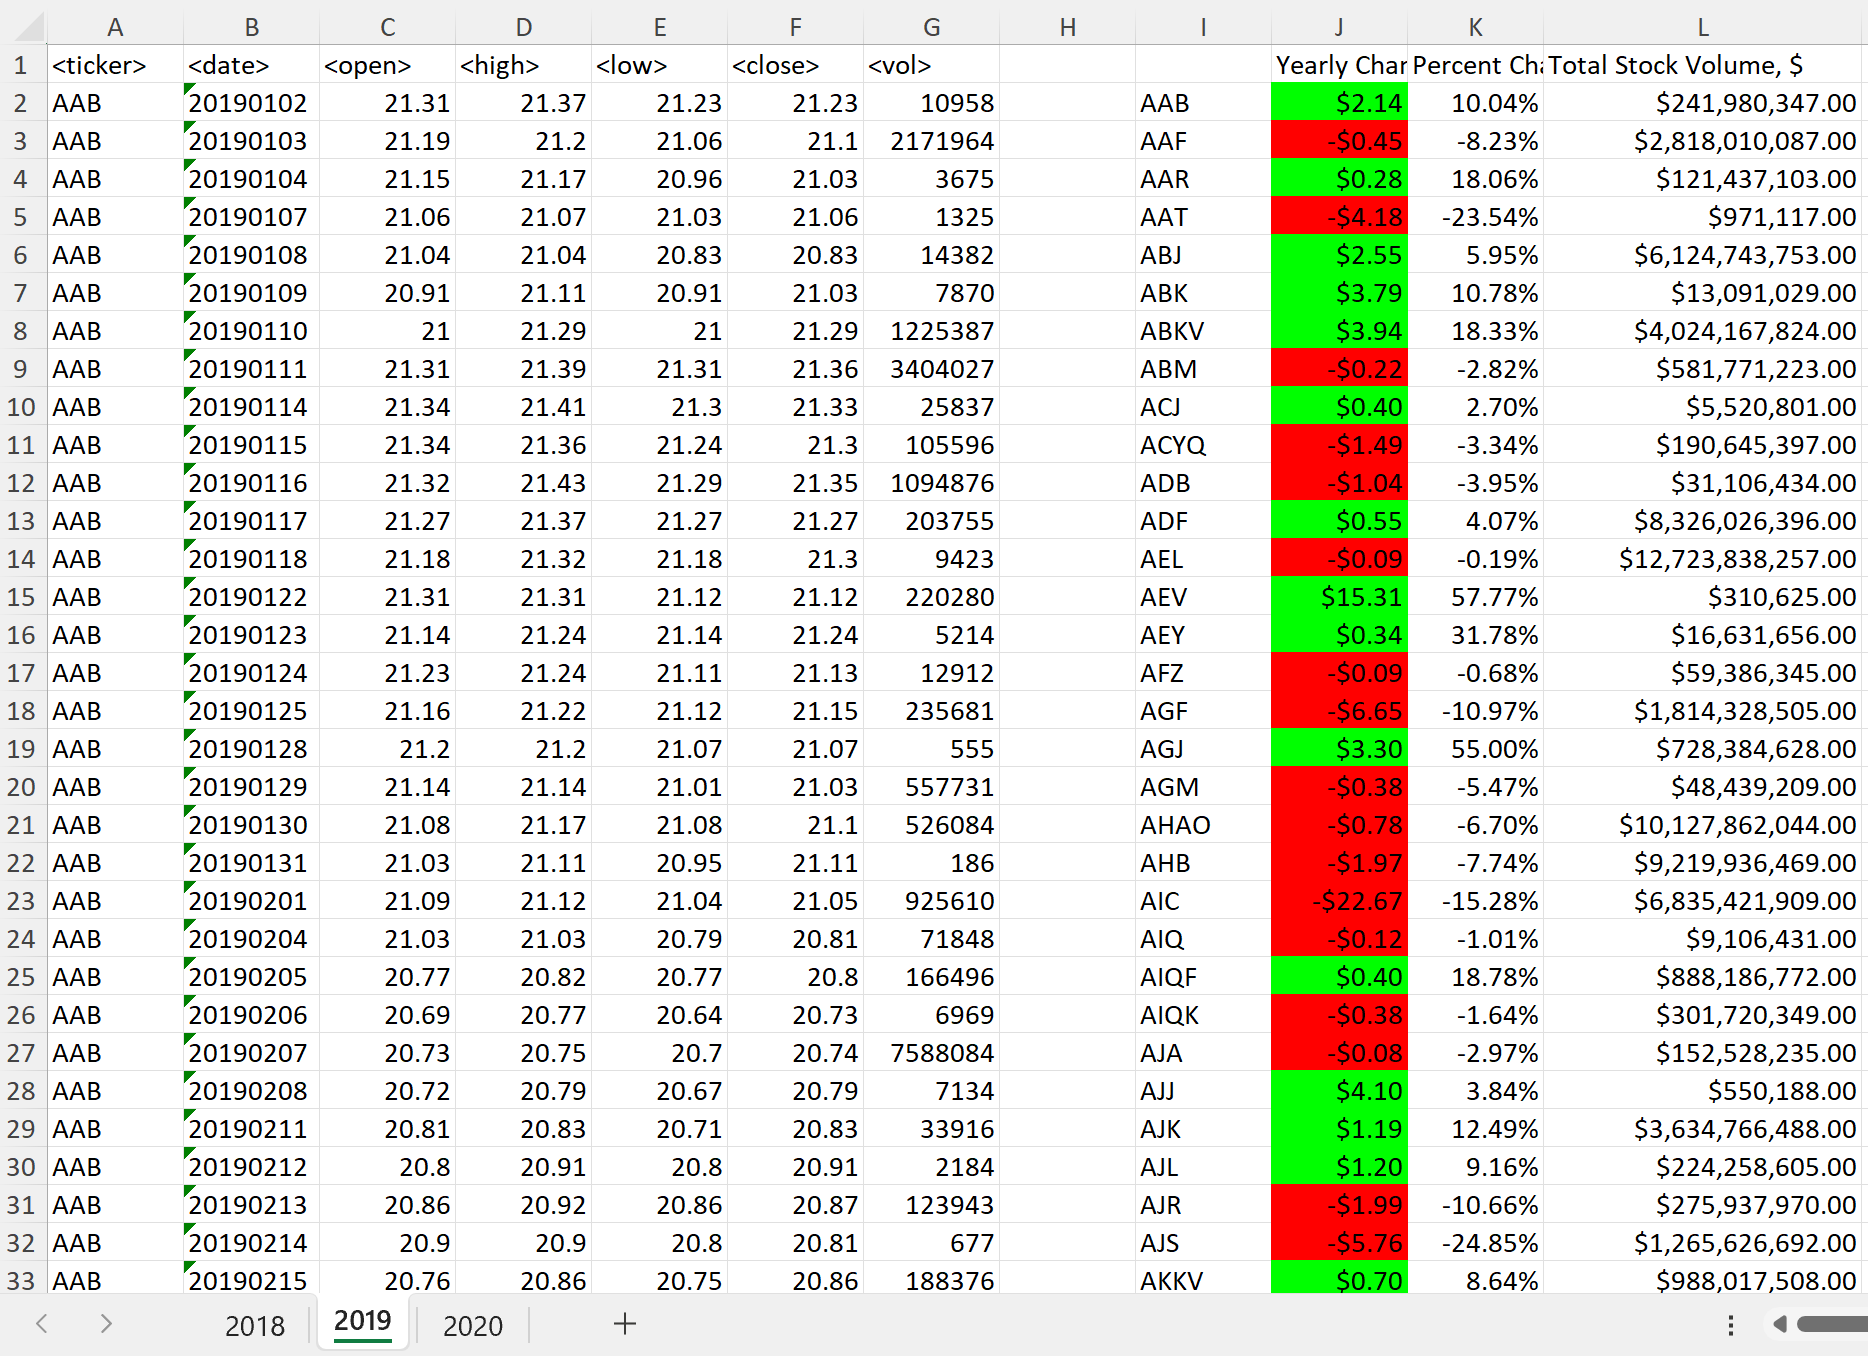 A B C D E F G H I J K L
1 <ticker> <date> <open> <high> <low> <close> <vol> Yearly Char Percent Cha Total Stock Volume, $
2 AAB 20190102 21.31 21.37 21.23 21.23 10958 AAB $2.14 10.04% $241,980,347.00
3 AAB 20190103 21.19 21.2 21.06 21.1 2171964 AAF -$0.45 -8.23% $2,818,010,087.00
4 AAB 20190104 21.15 21.17 20.96 21.03 3675 AAR $0.28 18.06% $121,437,103.00
5 AAB 20190107 21.06 21.07 21.03 21.06 1325 AAT -$4.18 -23.54% $971,117.00
6 AAB 20190108 21.04 21.04 20.83 20.83 14382 ABJ $2.55 5.95% $6,124,743,753.00
7 AAB 20190109 20.91 21.11 20.91 21.03 7870 ABK $3.79 10.78% $13,091,029.00
8 AAB 20190110 21 21.29 21 21.29 1225387 ABKV $3.94 18.33% $4,024,167,824.00
9 AAB 20190111 21.31 21.39 21.31 21.36 3404027 ABM -$0.22 -2.82% $581,771,223.00
10 AAB 20190114 21.34 21.41 21.3 21.33 25837 ACJ $0.40 2.70% $5,520,801.00
11 AAB 20190115 21.34 21.36 21.24 21.3 105596 ACYQ -$1.49 -3.34% $190,645,397.00
12 AAB 20190116 21.32 21.43 21.29 21.35 1094876 ADB -$1.04 -3.95% $31,106,434.00
13 AAB 20190117 21.27 21.37 21.27 21.27 203755 ADF $0.55 4.07% $8,326,026,396.00
14 AAB 20190118 21.18 21.32 21.18 21.3 9423 AEL -$0.09 -0.19% $12,723,838,257.00
15 AAB 20190122 21.31 21.31 21.12 21.12 220280 AEV $15.31 57.77% $310,625.00
16 AAB 20190123 21.14 21.24 21.14 21.24 5214 AEY $0.34 31.78% $16,631,656.00
17 AAB 20190124 21.23 21.24 21.11 21.13 12912 AFZ -$0.09 -0.68% $59,386,345.00
18 AAB 20190125 21.16 21.22 21.12 21.15 235681 AGF -$6.65 -10.97% $1,814,328,505.00
19 AAB 20190128 21.2 21.2 21.07 21.07 555 AGJ $3.30 55.00% $728,384,628.00
20 AAB 20190129 21.14 21.14 21.01 21.03 557731 AGM -$0.38 -5.47% $48,439,209.00
21 AAB 20190130 21.08 21.17 21.08 21.1 526084 AHAO -$0.78 -6.70% $10,127,862,044.00
22 AAB 20190131 21.03 21.11 20.95 21.11 186 AHB -$1.97 -7.74% $9,219,936,469.00
23 AAB 20190201 21.09 21.12 21.04 21.05 925610 AIC -$22.67 -15.28% $6,835,421,909.00
24 AAB 20190204 21.03 21.03 20.79 20.81 71848 AIQ -$0.12 -1.01% $9,106,431.00
25 AAB 20190205 20.77 20.82 20.77 20.8 166496 AIQF $0.40 18.78% $888,186,772.00
26 AAB 20190206 20.69 20.77 20.64 20.73 6969 AIQK -$0.38 -1.64% $301,720,349.00
27 AAB 20190207 20.73 20.75 20.7 20.74 7588084 AJA -$0.08 -2.97% $152,528,235.00
28 AAB 20190208 20.72 20.79 20.67 20.79 7134 AJJ $4.10 3.84% $550,188.00
29 AAB 20190211 20.81 20.83 20.71 20.83 33916 AJK $1.19 12.49% $3,634,766,488.00
30 AAB 20190212 20.8 20.91 20.8 20.91 2184 AJL $1.20 9.16% $224,258,605.00
31 AAB 20190213 20.86 20.92 20.86 20.87 123943 AJR -$1.99 -10.66% $275,937,970.00
32 AAB 20190214 20.9 20.9 20.8 20.81 677 AJS -$5.76 -24.85% $1,265,626,692.00
33 AAB 20190215 20.76 20.86 20.75 20.86 188376 AKKV $0.70 8.64% $988,017,508.00
2018 2019 2020